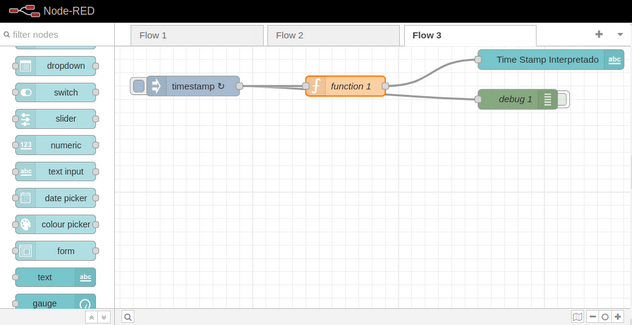 Node-RED
filter nodes
Flow 1
Flow 2
Flow 3
dropdown
switch
slider
123 numeric
abc text input
date picker
colour picker
form
text abc
gauge
timestamp ↻
function 1
Time Stamp Interpretado abc
debug 1